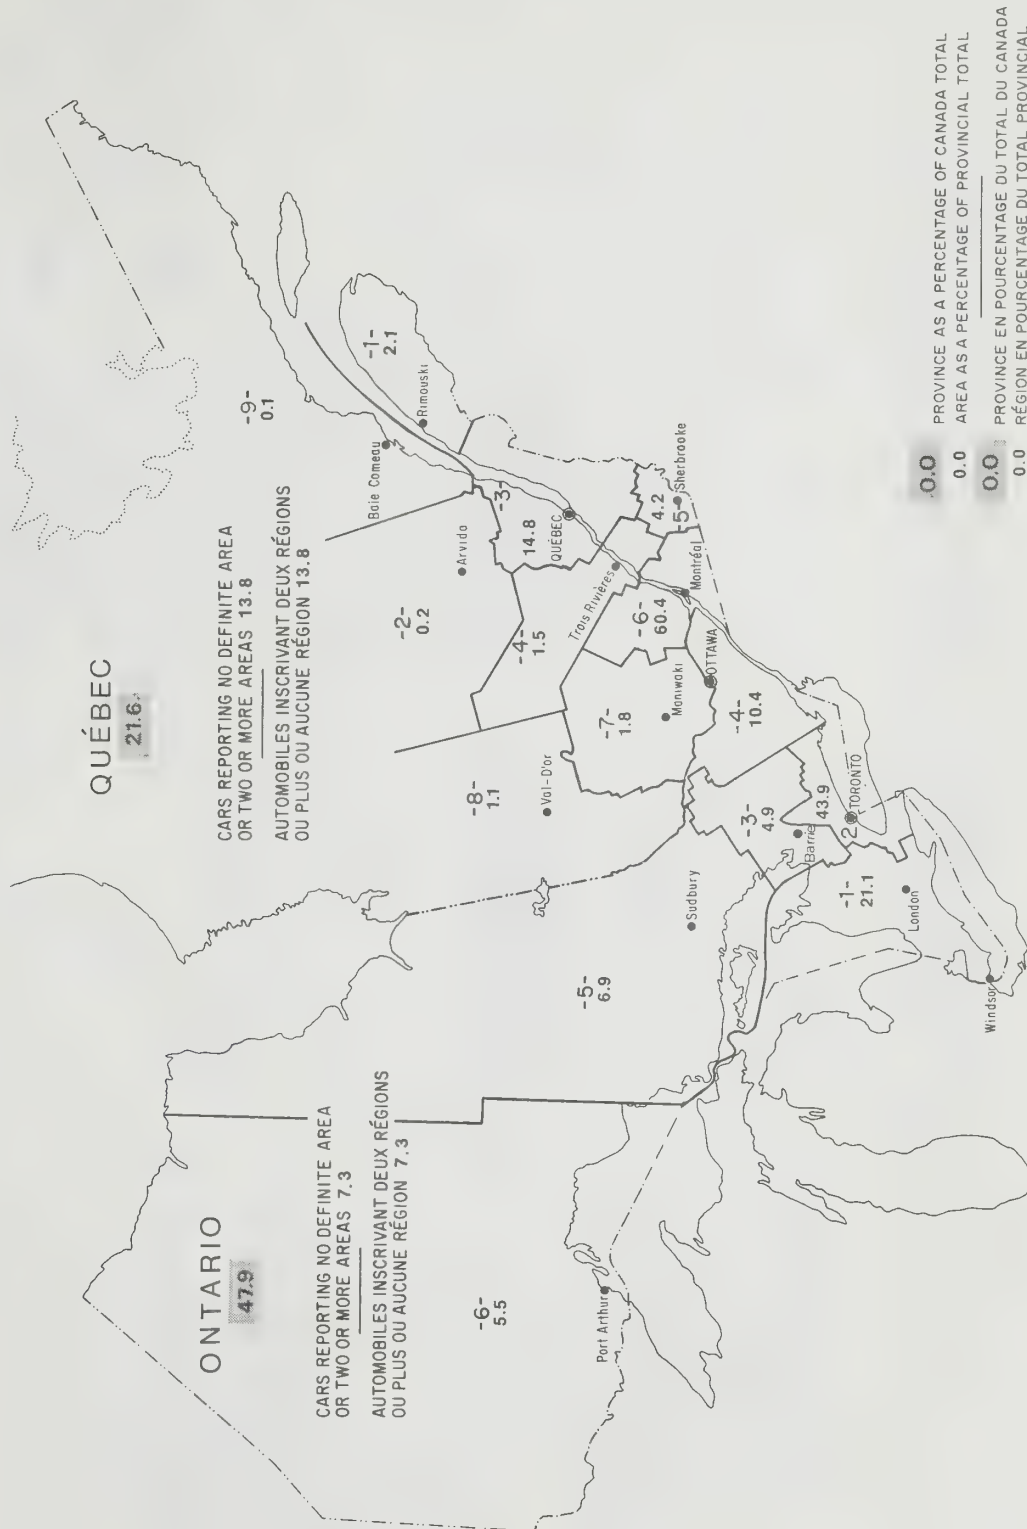 QUÉBEC
21.6
CARS REPORTING NO DEFINITE AREA
OR TWO OR MORE AREAS 13.8
AUTOMOBILES INSCRIVANT DEUX RÉGIONS
OU PLUS OU AUCUNE RÉGION 13.8
-9-
0.1
Baie Comeau
Rimouski
-1-
2.1
Arvida
-2-
0.2
-3-
14.8
QUÉBEC
-4-
1.5
Trois Rivières
4.2
-5-
Sherbrooke
Montréal
-6-
60.4
-7-
1.8
Maniwaki
-8-
1.1
Val-D'or
ONTARIO
47.9
CARS REPORTING NO DEFINITE AREA
OR TWO OR MORE AREAS 7.3
AUTOMOBILES INSCRIVANT DEUX RÉGIONS
OU PLUS OU AUCUNE RÉGION 7.3
-6-
5.5
Port Arthur
-5-
6.9
Sudbury
OTTAWA
-4-
10.4
-3-
4.9
Barrie
43.9
2
TORONTO
-1-
21.1
London
Windsor
0.0 PROVINCE AS A PERCENTAGE OF CANADA TOTAL
0.0 AREA AS A PERCENTAGE OF PROVINCIAL TOTAL
0.0 PROVINCE EN POURCENTAGE DU TOTAL DU CANADA
0.0 RÉGION EN POURCENTAGE DU TOTAL PROVINCIAL